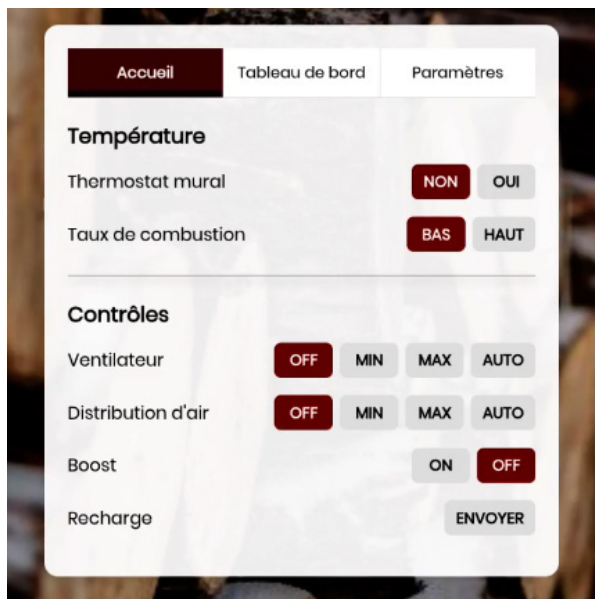 Accueil Tableau de bord Paramètres
Température
Thermostat mural NON OUI
Taux de combustion BAS HAUT
Contrôles
Ventilateur OFF MIN MAX AUTO
Distribution d'air OFF MIN MAX AUTO
Boost ON OFF
Recharge ENVOYER